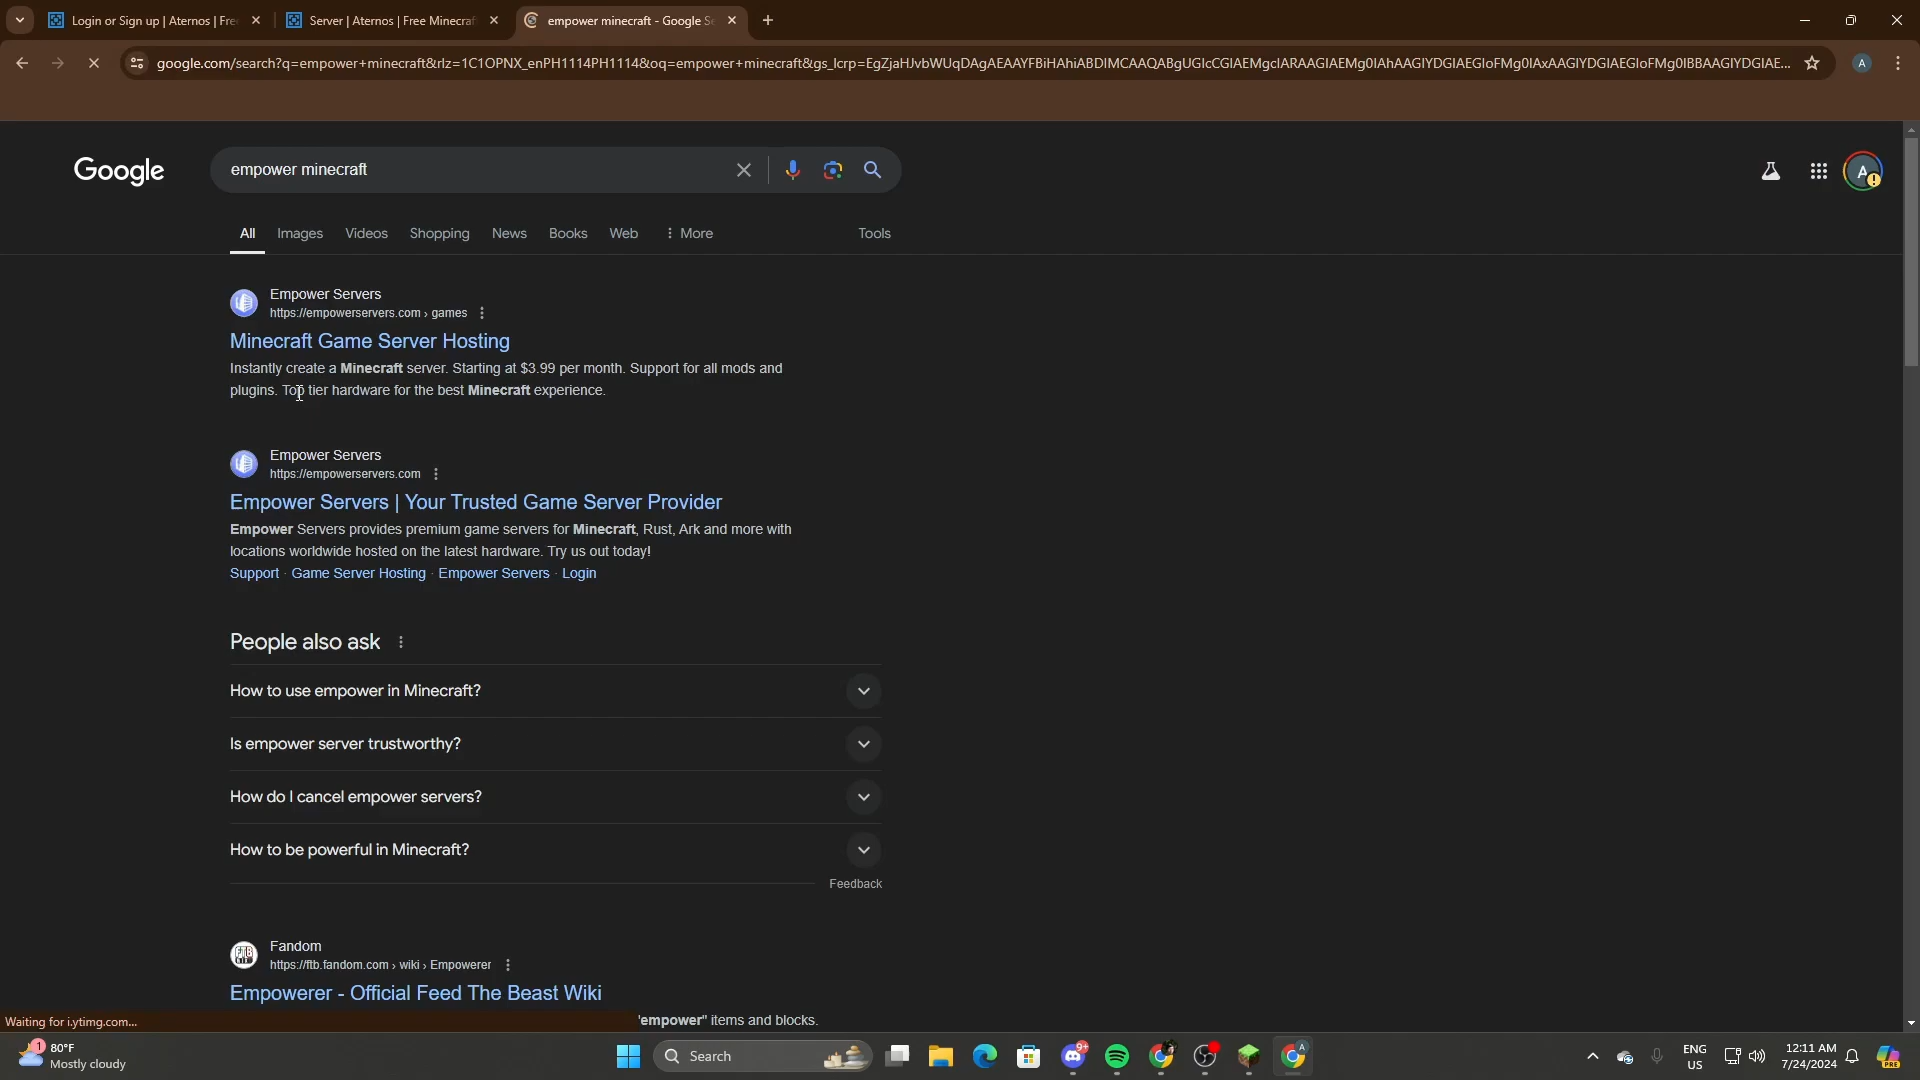 Login or Sign up | Aternos | Fre
Server | Aternos | Free Minecraf
empower minecraft - Google S
google.com/search?q=empower+minecraft&rlz=1C1OPNX_enPH1114PH1114&oq=empower+minecraft&gs_lcrp=EgZjaHJvbWUqDAgAEAAYFBiHAhiABDIMCAAQABgUGIcCGIAEMgcIARAAGIAEMg0IAhAAGIYDGIAEGIoFMg0IAxAAGIYDGIAEGIoFMg0IBBAAGIYDGIAE...
A
Google
empower minecraft
A
All
Images
Videos
Shopping
News
Books
Web
More
Tools
Empower Servers
https://empowerservers.com › games
Minecraft Game Server Hosting
Instantly create a Minecraft server. Starting at $3.99 per month. Support for all mods and
plugins. Top tier hardware for the best Minecraft experience.
Empower Servers
https://empowerservers.com
Empower Servers | Your Trusted Game Server Provider
Empower Servers provides premium game servers for Minecraft, Rust, Ark and more with
locations worldwide hosted on the latest hardware. Try us out today!
Support · Game Server Hosting · Empower Servers · Login
People also ask
How to use empower in Minecraft?
Is empower server trustworthy?
How do I cancel empower servers?
How to be powerful in Minecraft?
Feedback
Fandom
https://ftb.fandom.com › wiki › Empowerer
Empowerer - Official Feed The Beast Wiki
"empower" items and blocks.
Waiting for i.ytimg.com...
1
80°F
Mostly cloudy
Search
9+
A
ENG
US
12:11 AM
7/24/2024
PRE